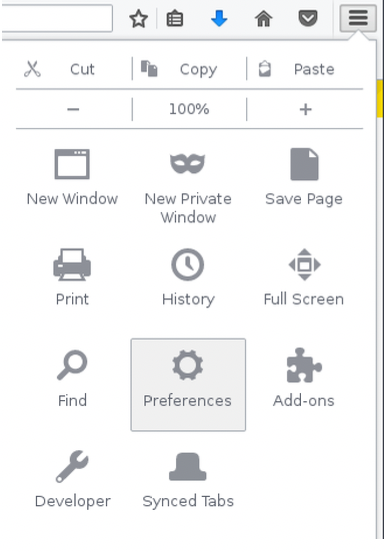 Cut Copy Paste
− 100% +
New Window New Private Window Save Page
Print History Full Screen
Find Preferences Add-ons
Developer Synced Tabs